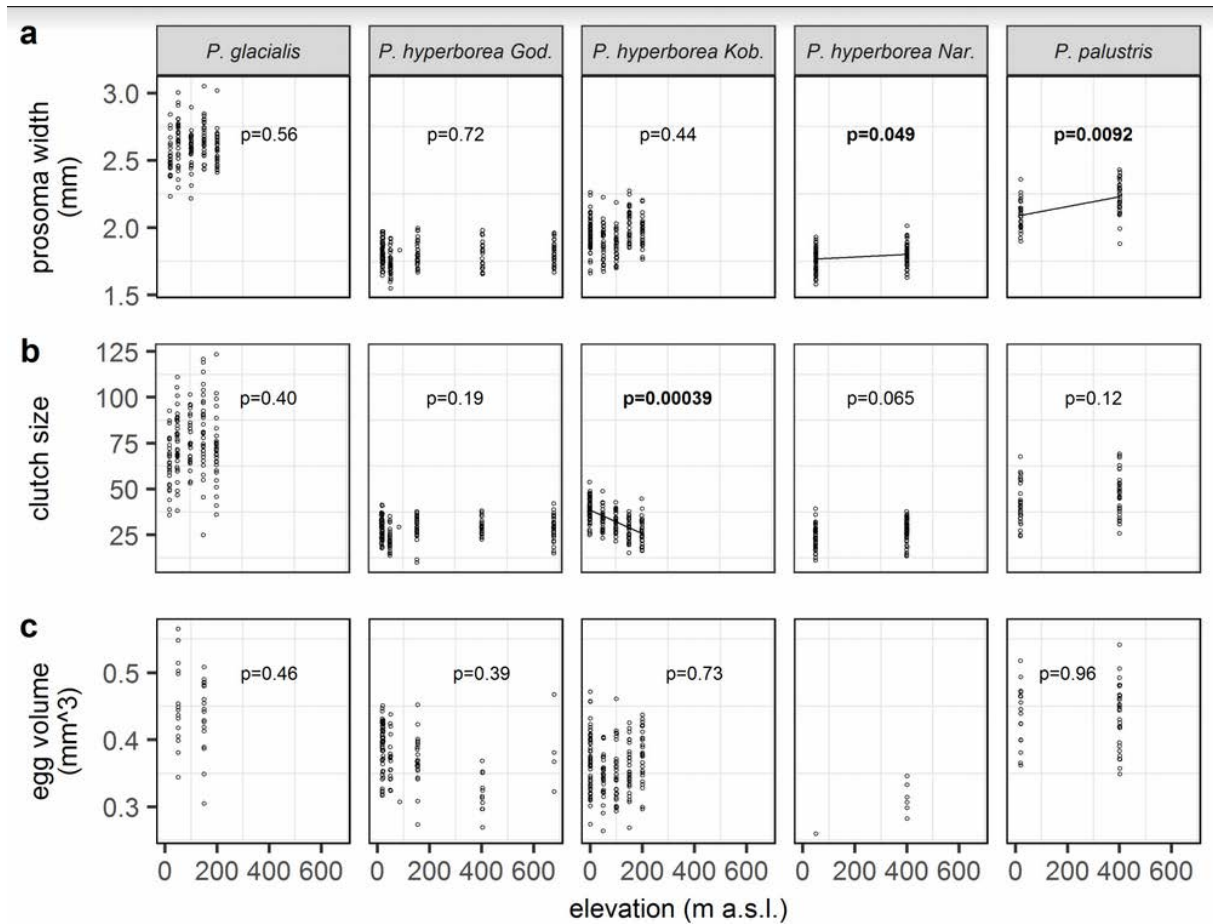 a
P. glacialis
P. hyperborea God.
P. hyperborea Kob.
P. hyperborea Nar.
P. palustris
prosoma width
(mm)
3.0
2.5
2.0
1.5
p=0.56
p=0.72
p=0.44
p=0.049
p=0.0092
b
clutch size
125
100
75
50
25
p=0.40
p=0.19
p=0.00039
p=0.065
p=0.12
c
egg volume
(mm^3)
0.5
0.4
0.3
p=0.46
p=0.39
p=0.73
p=0.96
0 200 400 600
0 200 400 600
0 200 400 600
0 200 400 600
0 200 400 600
elevation (m a.s.l.)